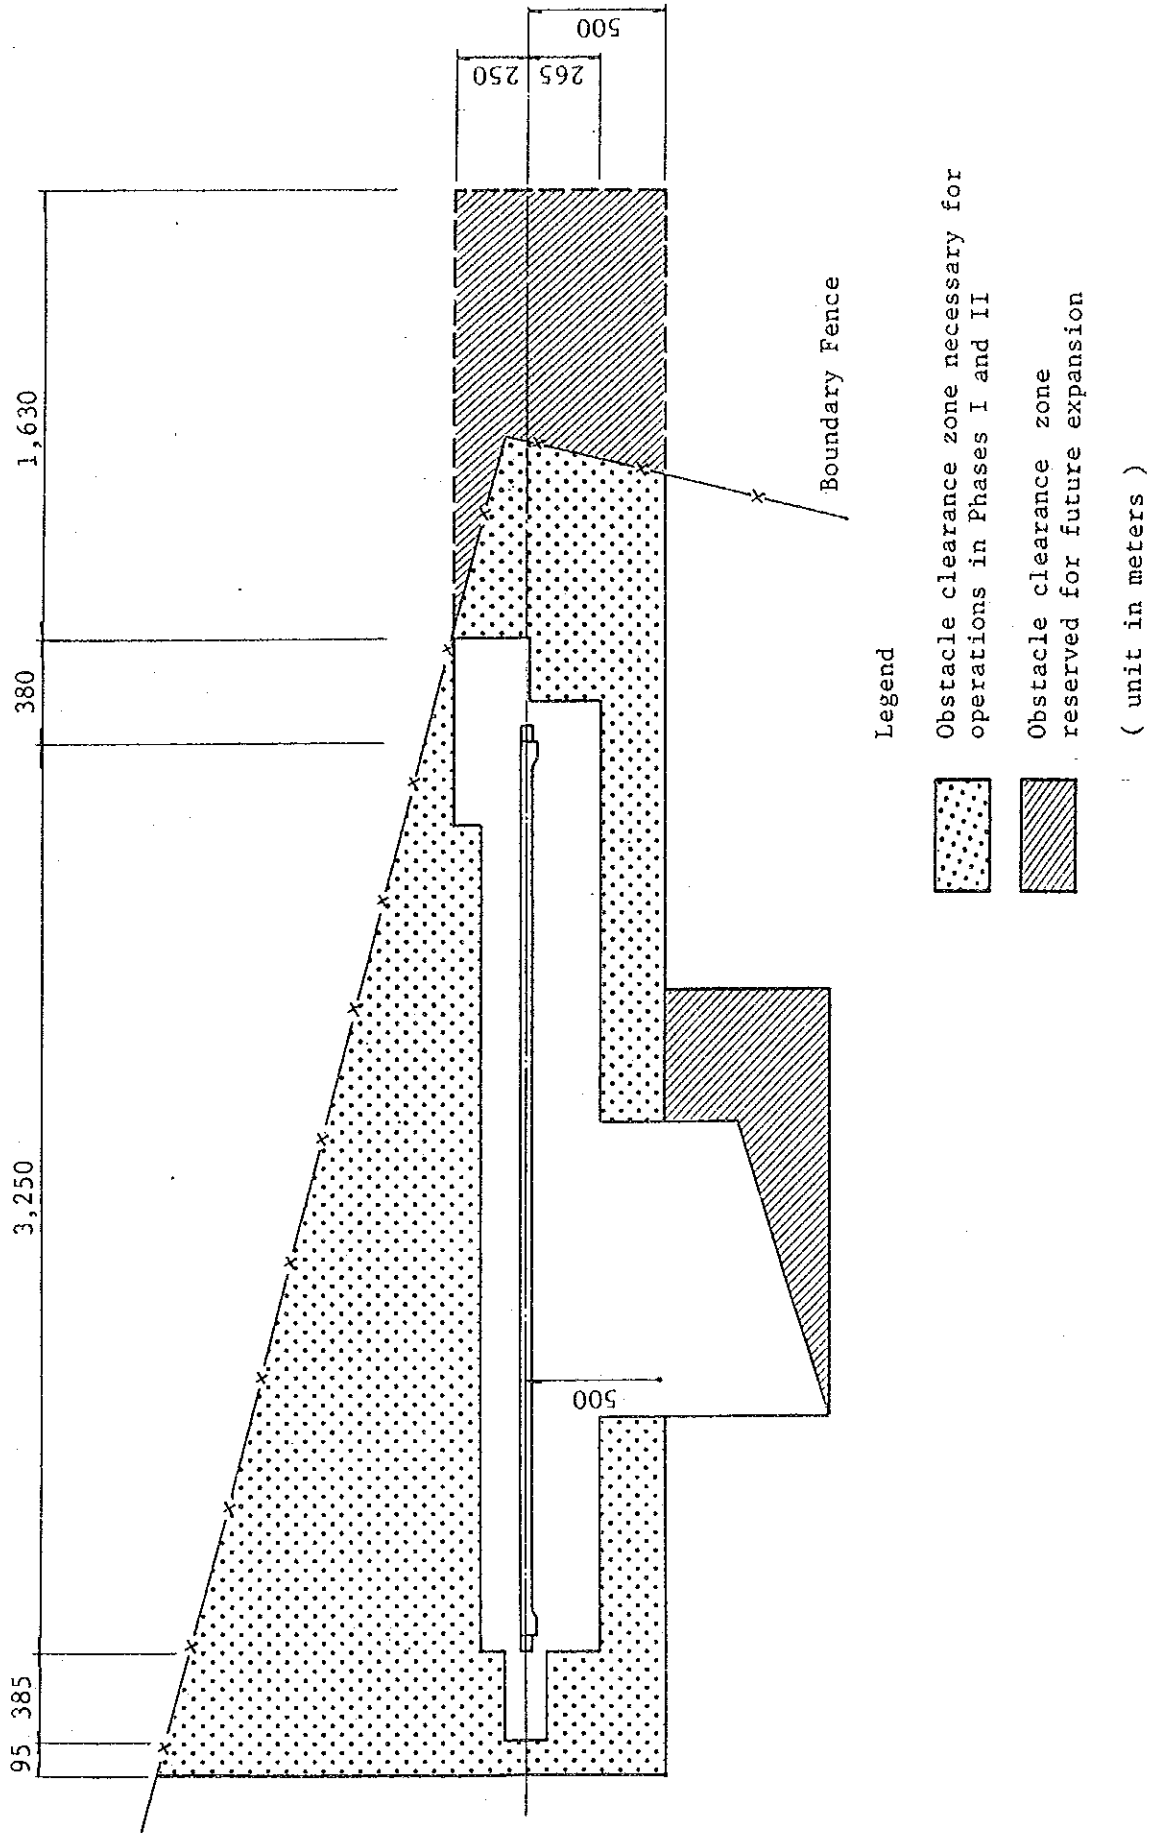 95
385
3,250
380
1,630
250
265
500
500
Boundary Fence
Legend
Obstacle clearance zone necessary for
operations in Phases I and II
Obstacle clearance zone
reserved for future expansion
( unit in meters )